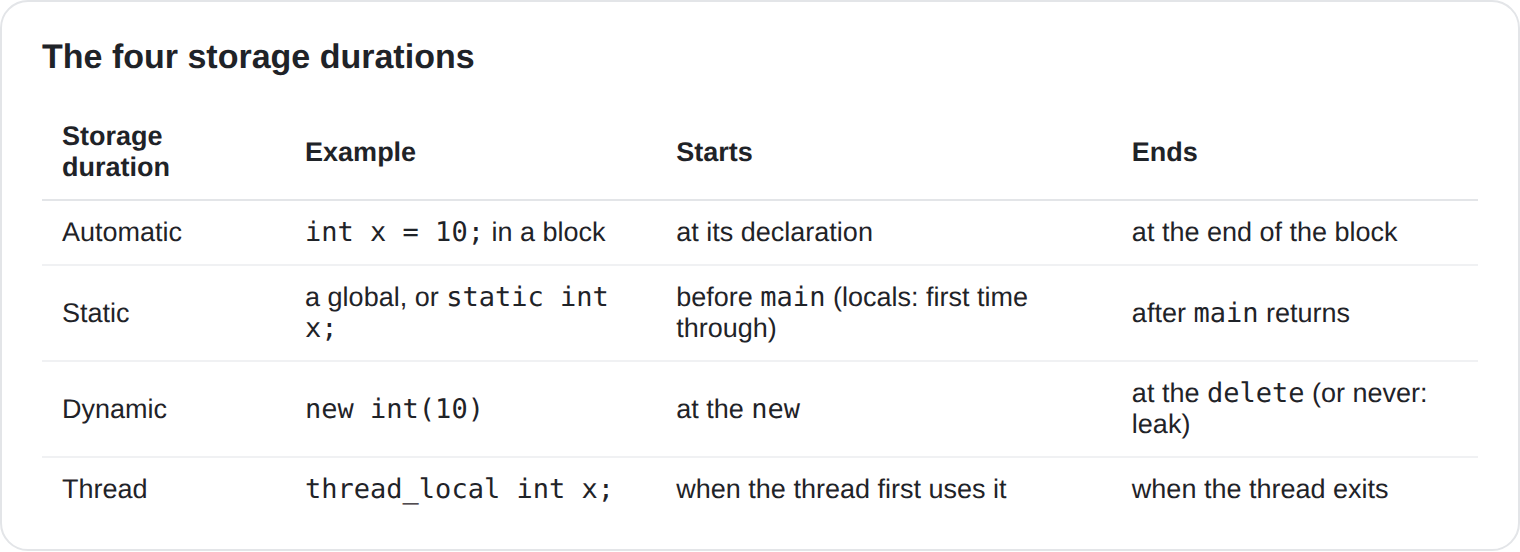 The four storage durations
Storage
duration
Example
Starts
Ends
Automatic
int x = 10; in a block
at its declaration
at the end of the block
Static
a global, or static int
x;
before main (locals: first time
through)
after main returns
Dynamic
new int(10)
at the new
at the delete (or never:
leak)
Thread
thread_local int x;
when the thread first uses it
when the thread exits